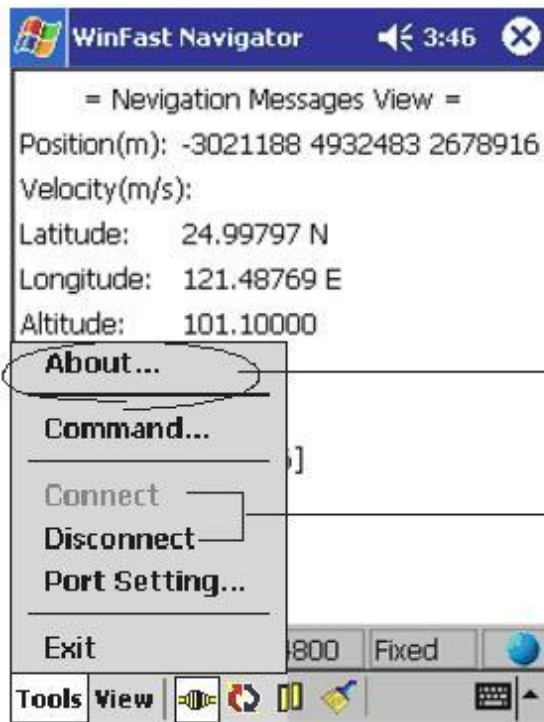 WinFast Navigator 3:46
= Nevigation Messages View =
Position(m): -3021188 4932483 2678916
Velocity(m/s):
Latitude: 24.99797 N
Longitude: 121.48769 E
Altitude: 101.10000
About...
Command...
]
Connect
Disconnect
Port Setting...
Exit
800 Fixed
Tools View